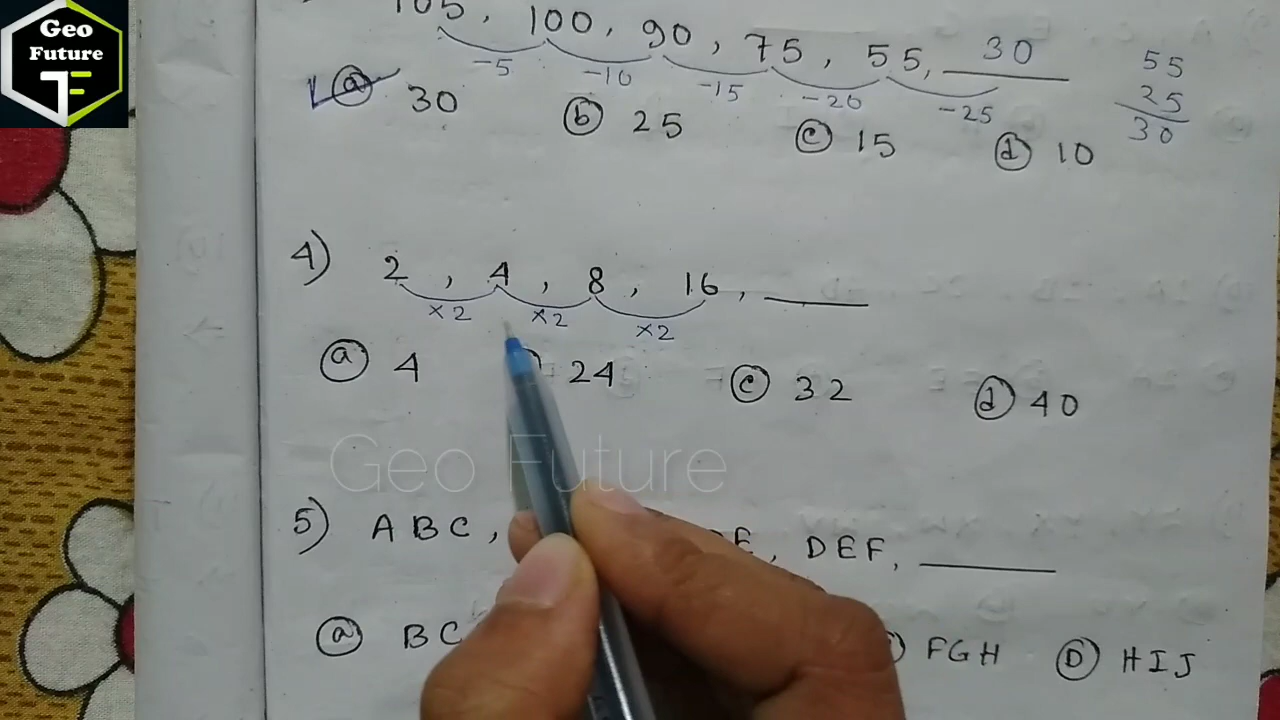 Geo
Future
105, 100, 90, 75, 55, 30
-5 -10 -15 -20 -25
55
25
30
(a) 30 (b) 25 (c) 15 (d) 10
4) 2, 4, 8, 16, ____
×2 ×2 ×2
(a) 4 24 (c) 32 (d) 40
Geo Future
5) ABC, DEF, ____
(a) BC FGH (D) HIJ